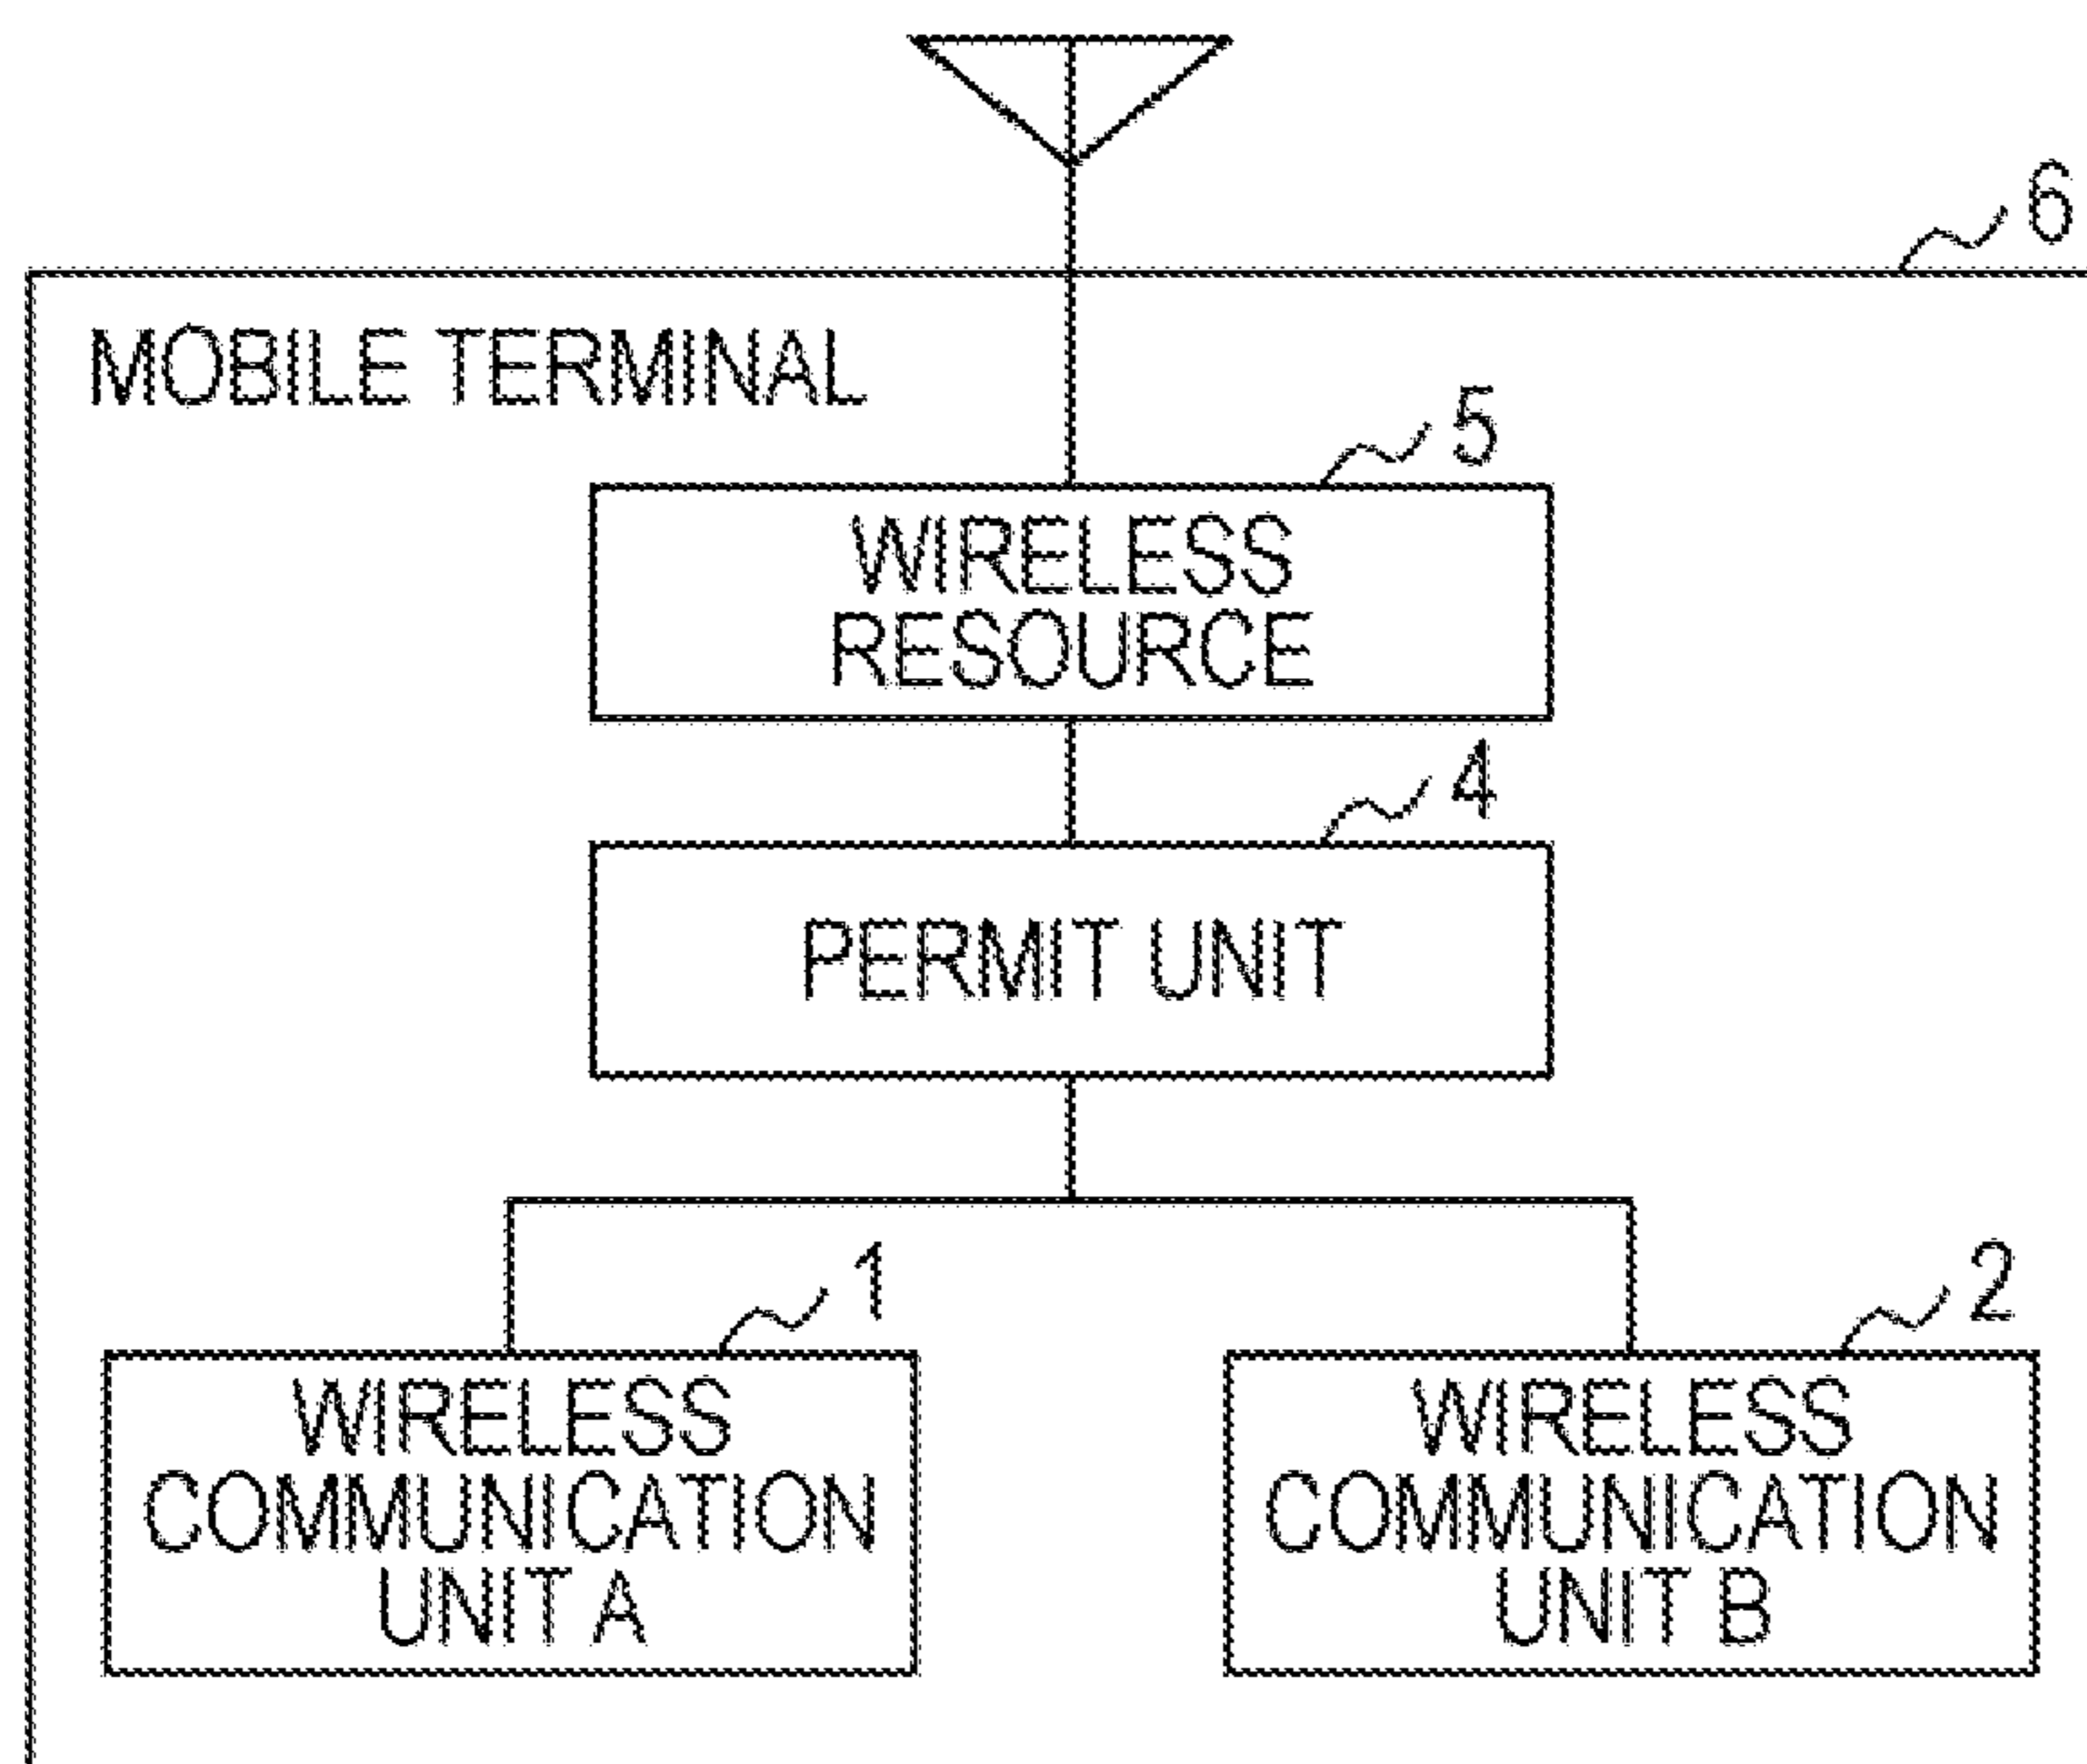 6
MOBILE TERMINAL
5
WIRELESS
RESOURCE
4
PERMIT UNIT
1
2
WIRELESS
COMMUNICATION
UNIT A
WIRELESS
COMMUNICATION
UNIT B